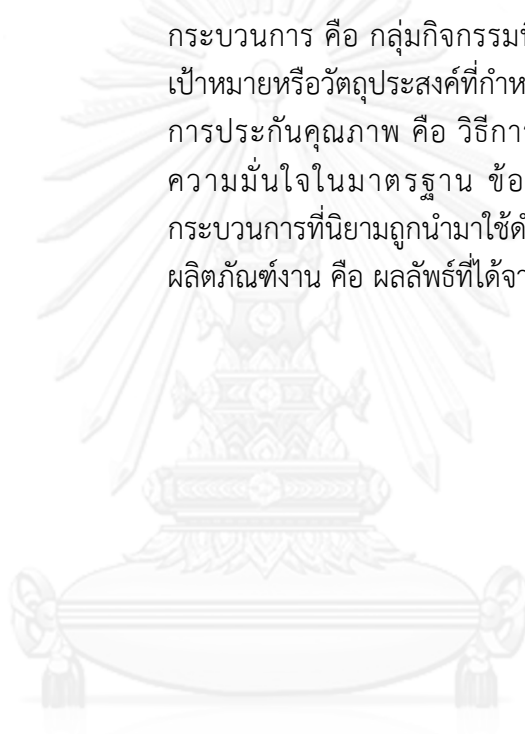 กระบวนการ คือ กลุ่มกิจกรรมที
เป้าหมายหรือวัตถุประสงค์ที่กำห
การประกันคุณภาพ คือ วิธีการ
ความมั่นใจในมาตรฐาน ข้อ
กระบวนการที่นิยามถูกนำมาใช้ดำ
ผลิตภัณฑ์งาน คือ ผลลัพธ์ที่ได้จา